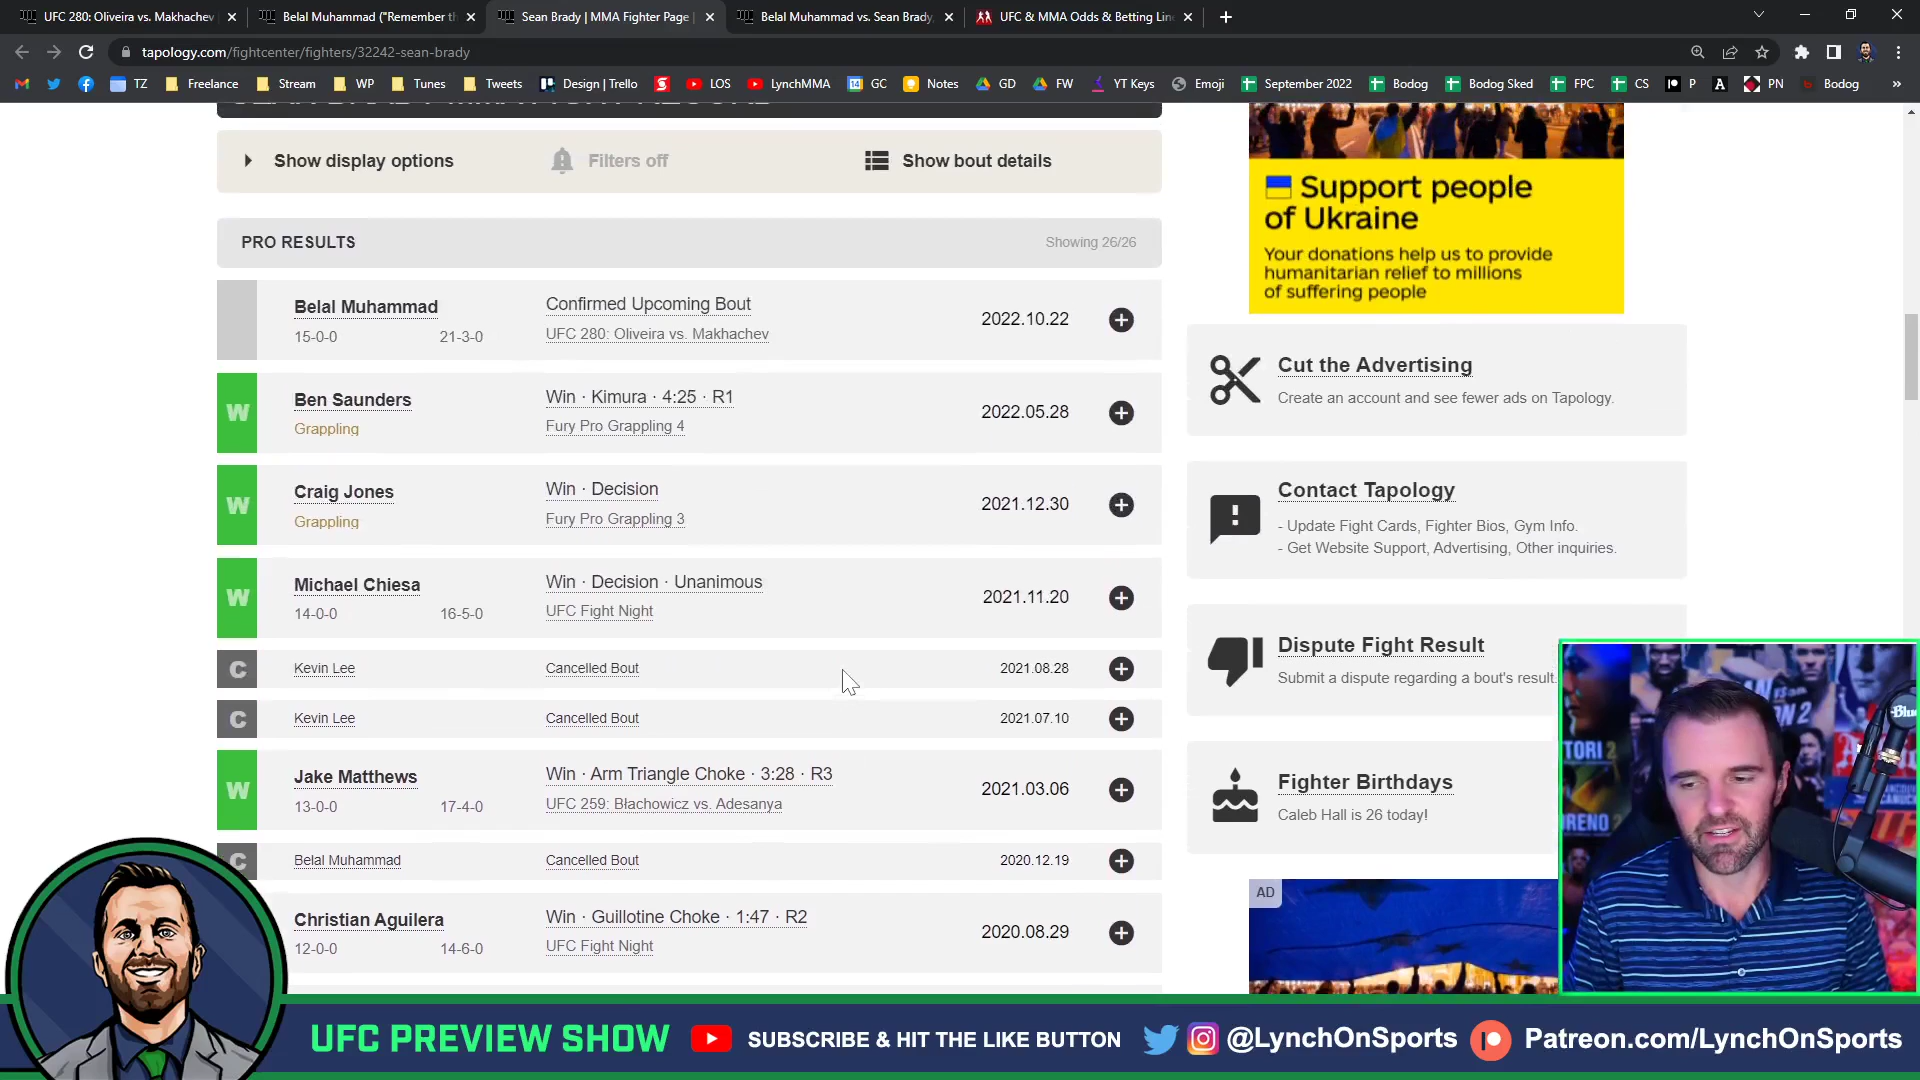 UFC 280: Oliveira vs. Makhachev
Belal Muhammad ("Remember th
Sean Brady | MMA Fighter Page |
Belal Muhammad vs. Sean Brady,
UFC & MMA Odds & Betting Lin
tapology.com/fightcenter/fighters/32242-sean-brady
TZ Freelance Stream WP Tunes Tweets Design | Trello LOS LynchMMA GC Notes GD FW YT Keys Emoji September 2022 Bodog Bodog Sked FPC CS P PN Bodog »
Show display options Filters off Show bout details
PRO RESULTS Showing 26/26
Belal Muhammad Confirmed Upcoming Bout 2022.10.22
15-0-0 21-3-0 UFC 280: Oliveira vs. Makhachev
W Ben Saunders Win · Kimura · 4:25 · R1 2022.05.28
Grappling Fury Pro Grappling 4
W Craig Jones Win · Decision 2021.12.30
Grappling Fury Pro Grappling 3
W Michael Chiesa Win · Decision · Unanimous 2021.11.20
14-0-0 16-5-0 UFC Fight Night
C Kevin Lee Cancelled Bout 2021.08.28
C Kevin Lee Cancelled Bout 2021.07.10
W Jake Matthews Win · Arm Triangle Choke · 3:28 · R3 2021.03.06
13-0-0 17-4-0 UFC 259: Błachowicz vs. Adesanya
C Belal Muhammad Cancelled Bout 2020.12.19
Christian Aguilera Win · Guillotine Choke · 1:47 · R2 2020.08.29
12-0-0 14-6-0 UFC Fight Night
Support people
of Ukraine
Your donations help us to provide
humanitarian relief to millions
of suffering people
Cut the Advertising
Create an account and see fewer ads on Tapology.
Contact Tapology
- Update Fight Cards, Fighter Bios, Gym Info.
- Get Website Support, Advertising, Other inquiries.
Dispute Fight Result
Submit a dispute regarding a bout's result.
Fighter Birthdays
Caleb Hall is 26 today!
AD
TORI 2
RENO 2
Blue
UFC PREVIEW SHOW SUBSCRIBE & HIT THE LIKE BUTTON @LynchOnSports Patreon.com/LynchOnSports